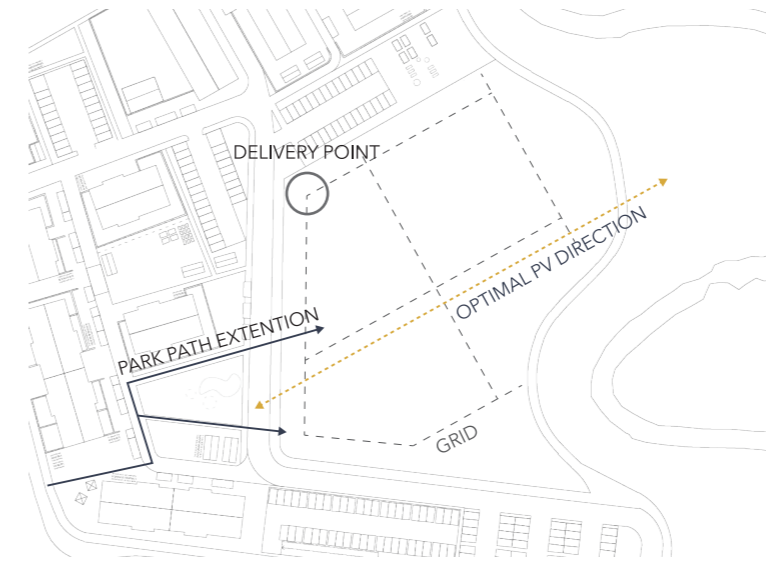 DELIVERY POINT
OPTIMAL PV DIRECTION
PARK PATH EXTENTION
GRID